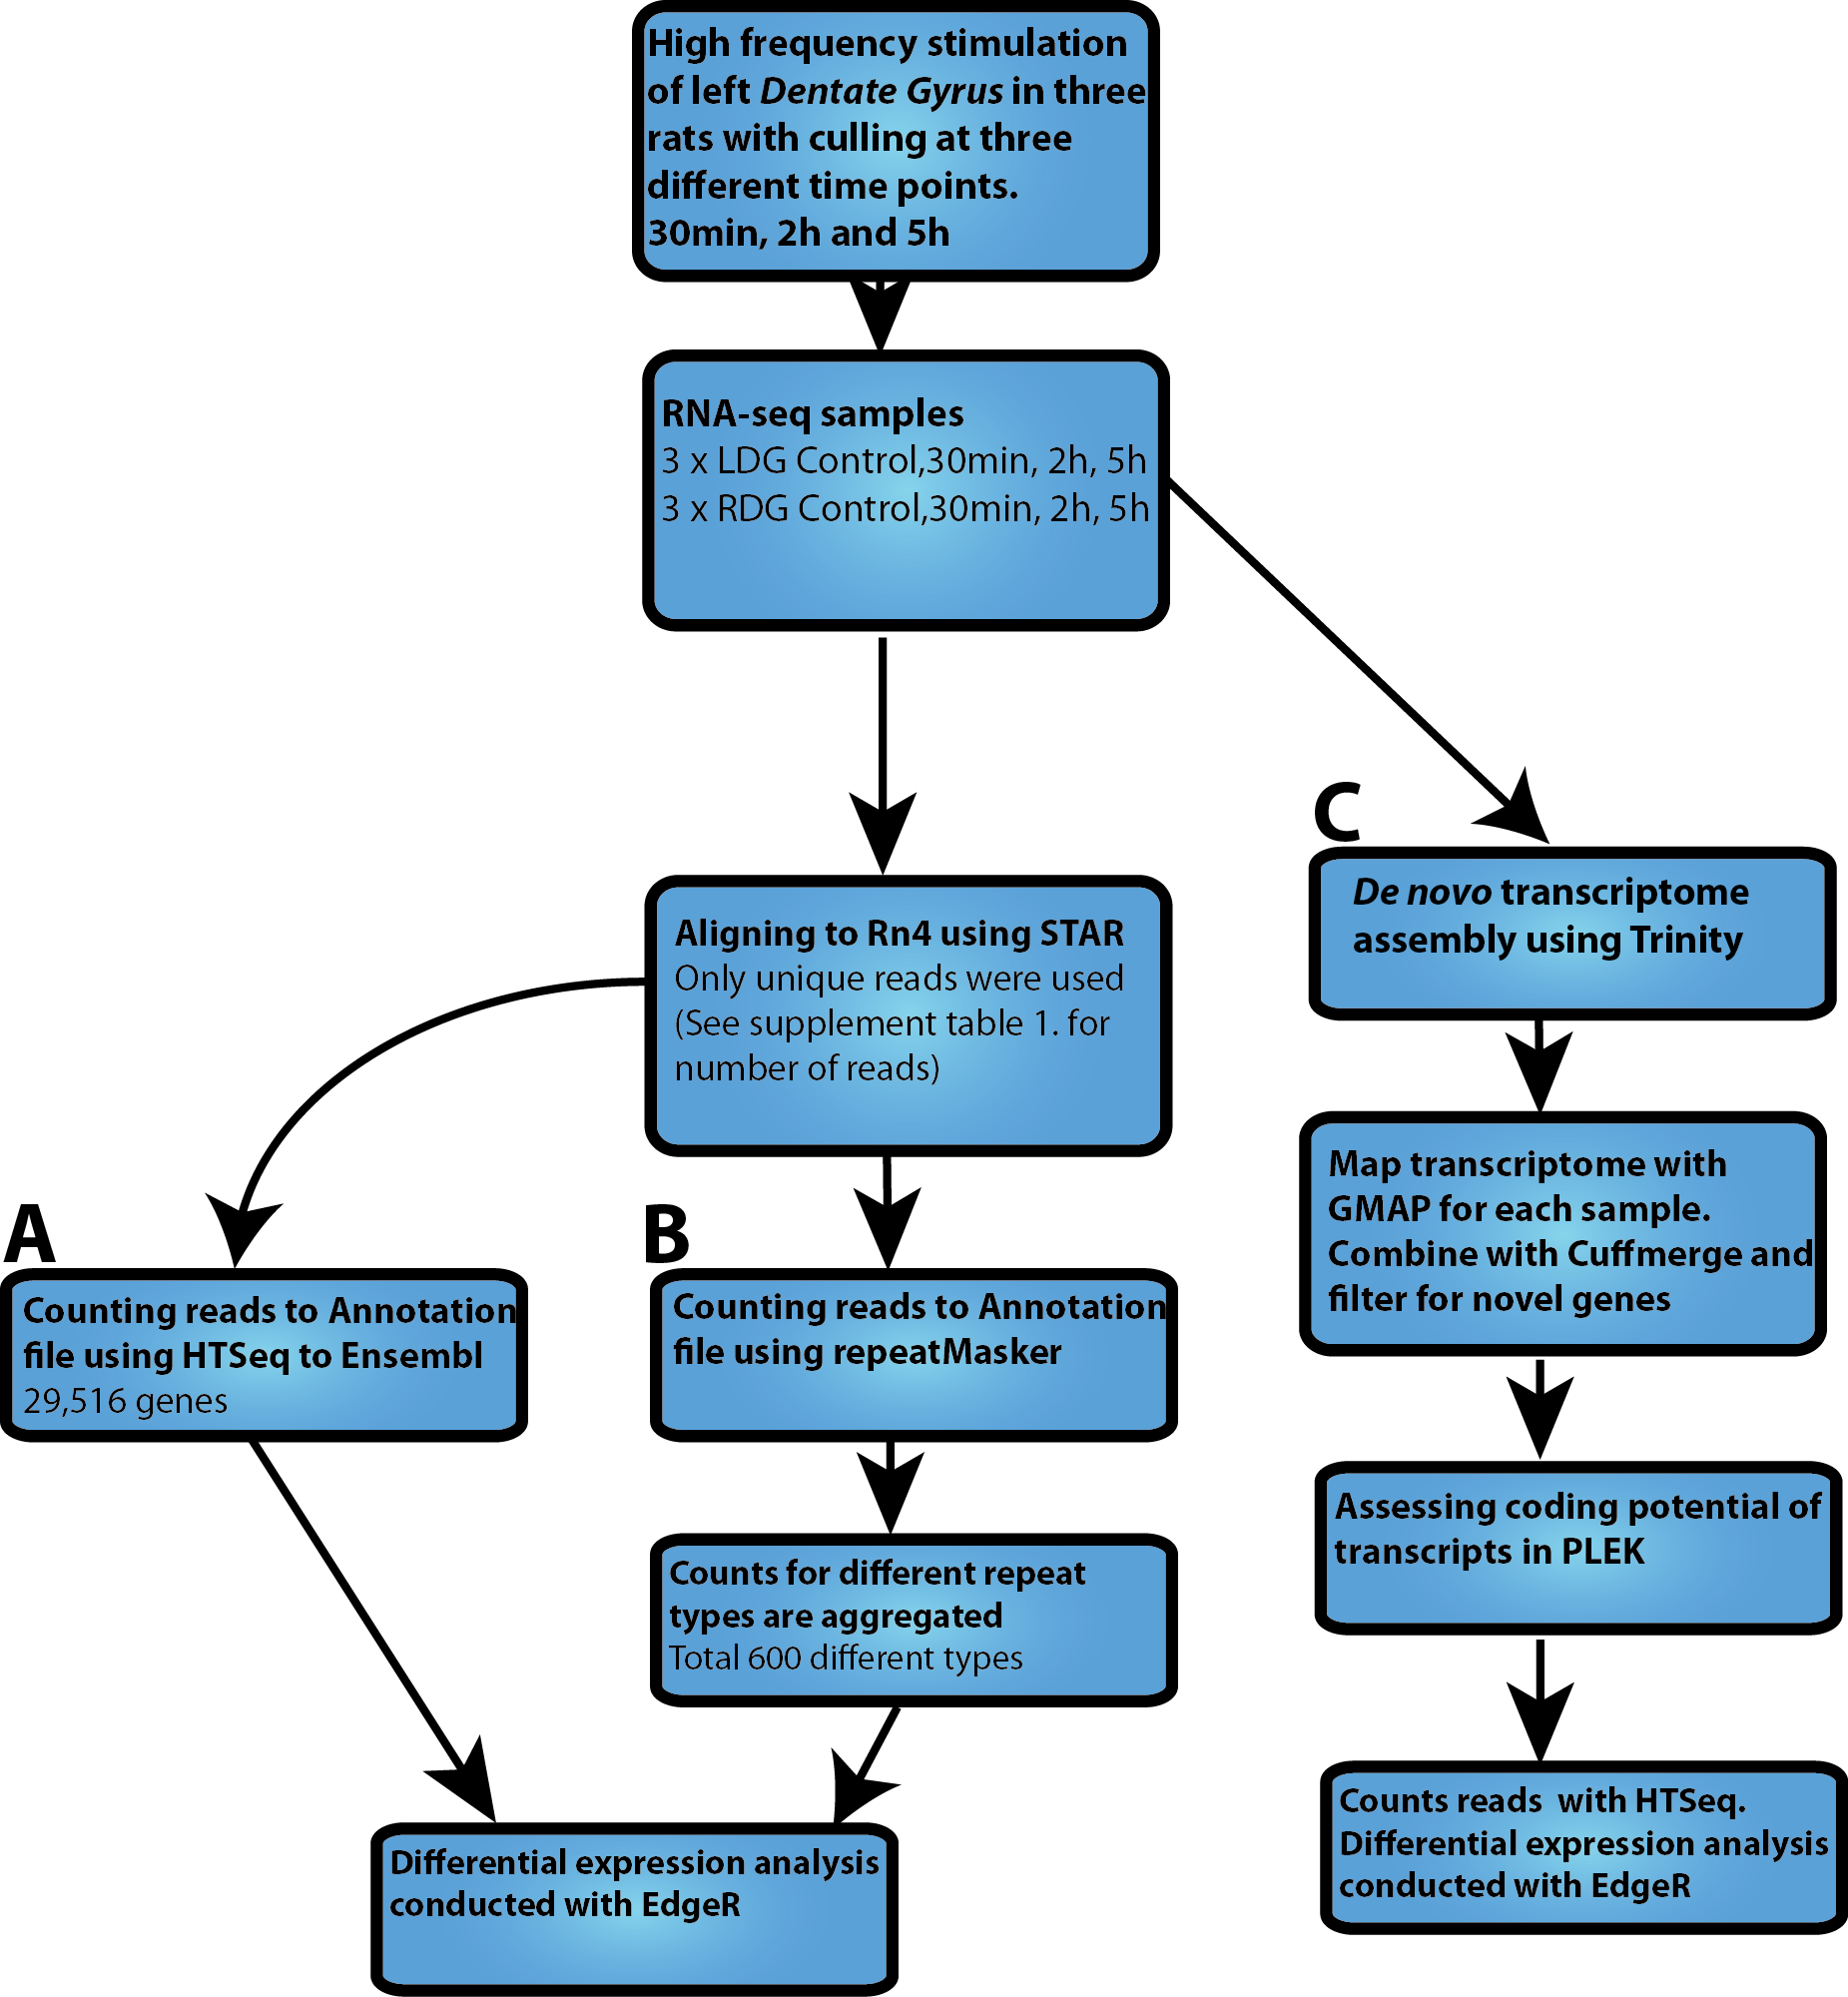 High frequency stimulation
of left Dentate Gyrus in three
rats with culling at three
different time points.
30min, 2h and 5h
RNA-seq samples
3 x LDG Control,30min, 2h, 5h
3 x RDG Control,30min, 2h, 5h
Aligning to Rn4 using STAR
Only unique reads were used
(See supplement table 1. for
number of reads)
A
Counting reads to Annotation
file using HTSeq to Ensembl
29,516 genes
B
Counting reads to Annotation
file using repeatMasker
Counts for different repeat
types are aggregated
Total 600 different types
Differential expression analysis
conducted with EdgeR
C
De novo transcriptome
assembly using Trinity
Map transcriptome with
GMAP for each sample.
Combine with Cuffmerge and
filter for novel genes
Assessing coding potential of
transcripts in PLEK
Counts reads  with HTSeq.
Differential expression analysis
conducted with EdgeR